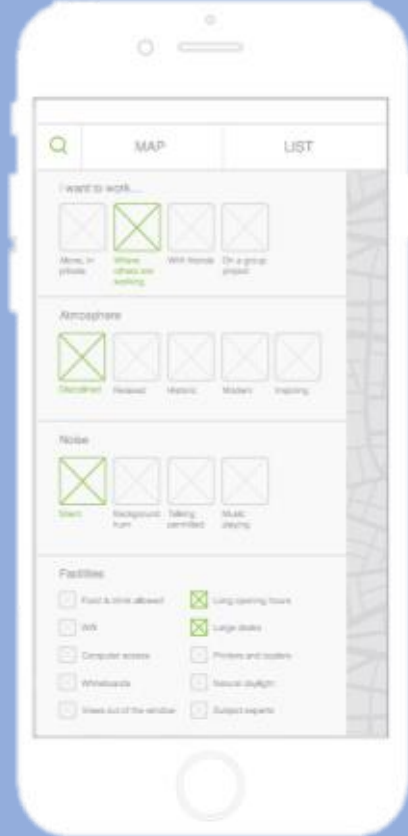 MAP LIST
I want to work...
Alone, in Where With friends On a group
private others are project
working
Atmosphere
Disciplined Relaxed Historic Modern Inspiring
Noise
Silent Background Talking Music
hum permitted playing
Facilities
Food & drink allowed Long opening hours
Wifi Large desks
Computer access Printers and copiers
Whiteboards Natural daylight
Views out of the window Subject experts